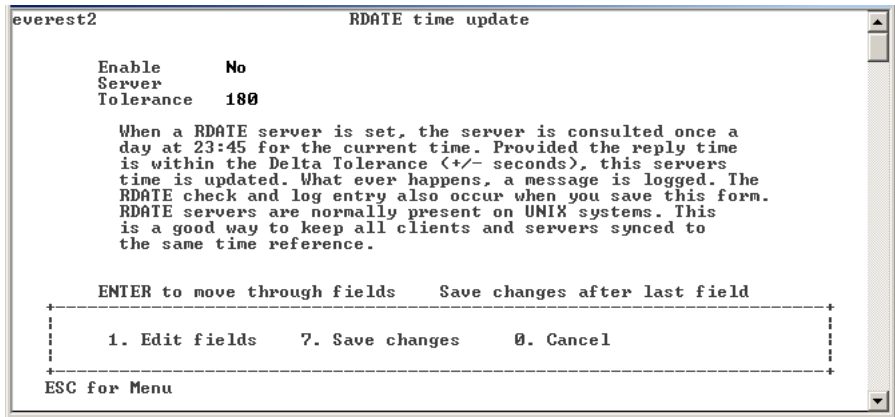 everest2 RDATE time update
Enable No
Server
Tolerance 180
When a RDATE server is set, the server is consulted once a
day at 23:45 for the current time. Provided the reply time
is within the Delta Tolerance (+/- seconds), this servers
time is updated. What ever happens, a message is logged. The
RDATE check and log entry also occur when you save this form.
RDATE servers are normally present on UNIX systems. This
is a good way to keep all clients and servers synced to
the same time reference.
ENTER to move through fields Save changes after last field
1. Edit fields 7. Save changes 0. Cancel
ESC for Menu